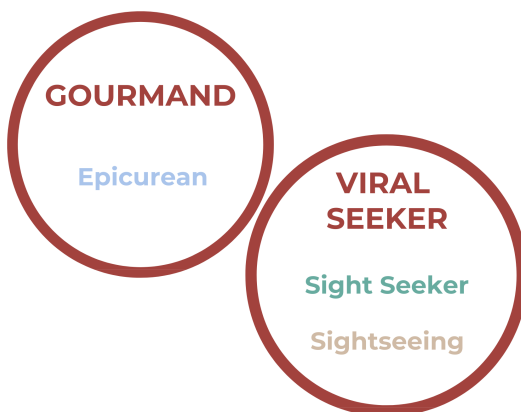 GOURMAND
Epicurean
VIRAL
SEEKER
Sight Seeker
Sightseeing